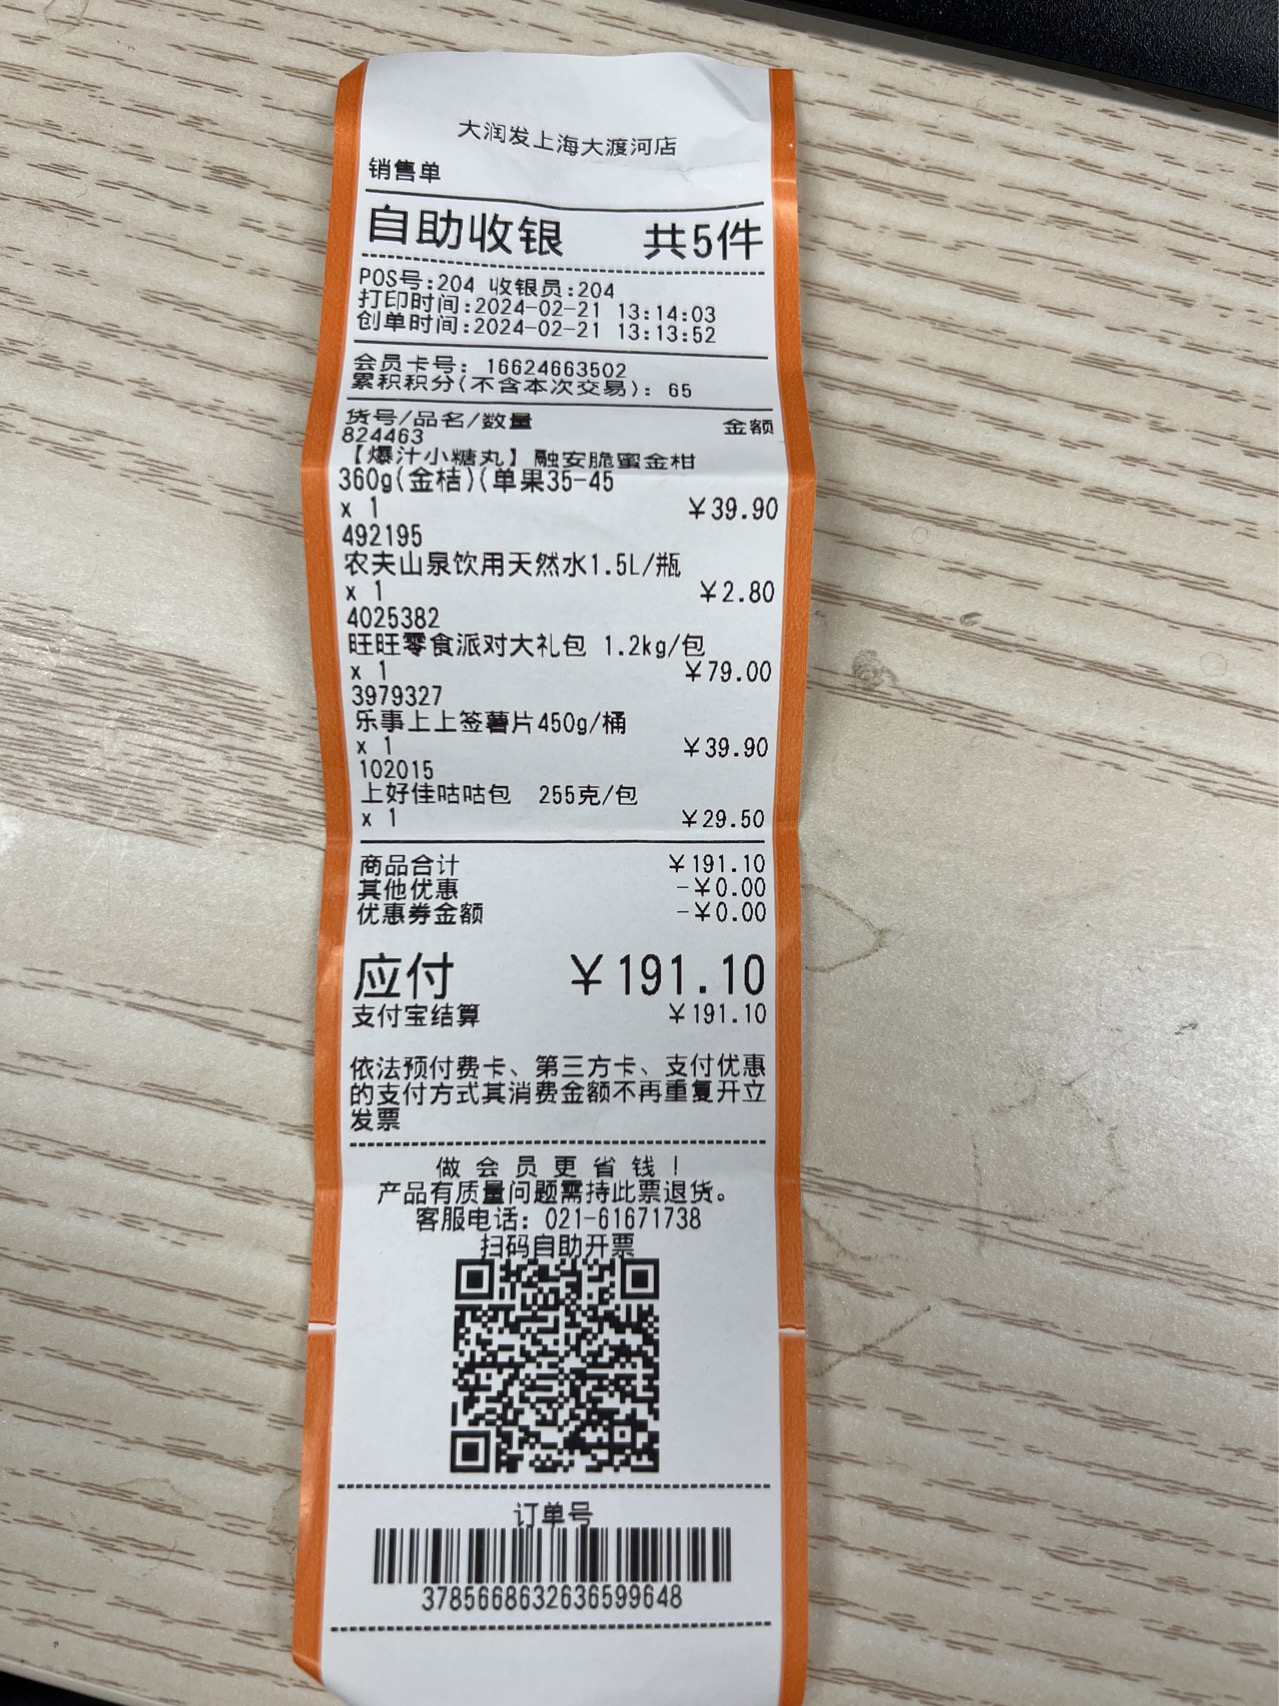 大润发上海大渡河店
销售单
自助收银 共5件
POS号:204 收银员:204
打印时间:2024-02-21 13:14:03
创单时间:2024-02-21 13:13:52
会员卡号: 16624663502
累积积分(不含本次交易): 65
货号/品名/数量 金额
824463
【爆汁小糖丸】融安脆蜜金柑
360g(金桔)(单果35-45
x 1 ¥39.90
492195
农夫山泉饮用天然水1.5L/瓶
x 1 ¥2.80
4025382
旺旺零食派对大礼包 1.2kg/包
x 1 ¥79.00
3979327
乐事上上签薯片450g/桶
x 1 ¥39.90
102015
上好佳咕咕包 255克/包
x 1 ¥29.50
商品合计 ¥191.10
其他优惠 -¥0.00
优惠券金额 -¥0.00
应付 ¥191.10
支付宝结算 ¥191.10
依法预付费卡、第三方卡、支付优惠
的支付方式其消费金额不再重复开立
发票
做会员更省钱!
产品有质量问题需持此票退货。
客服电话: 021-61671738
扫码自助开票
订单号
3785668632636599648